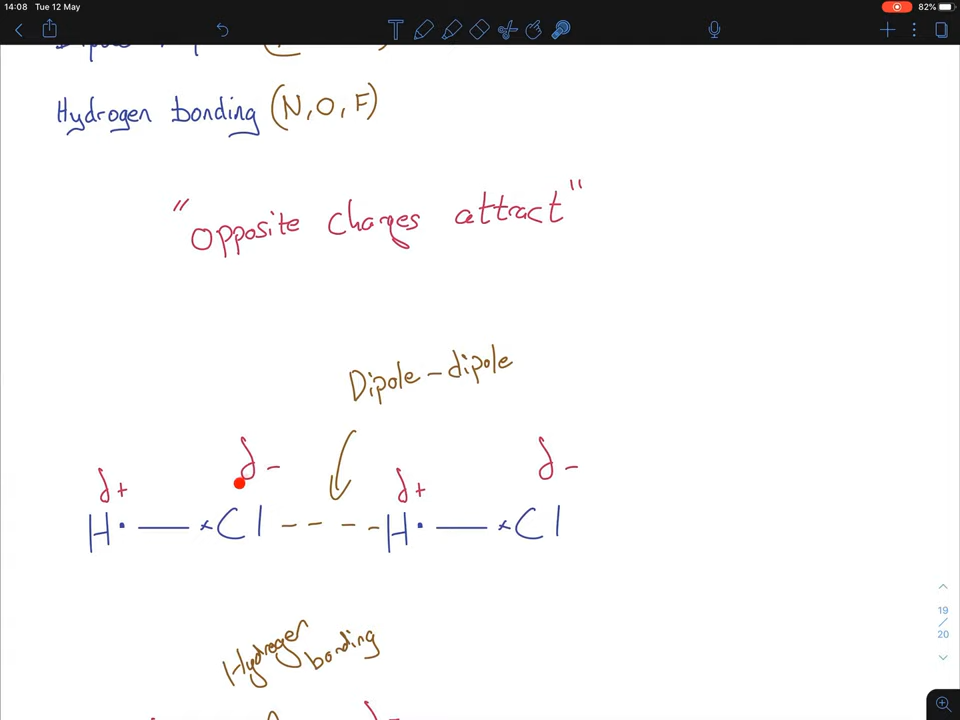 14:08 Tue 12 May
82%
T
Hydrogen bonding (N, O, F)
"opposite charges attract"
Dipole - dipole
δ+ δ- δ+ δ-
H• — ×Cl - - - - H• — ×Cl
19
/
20
Hydrogen
bonding
δ-